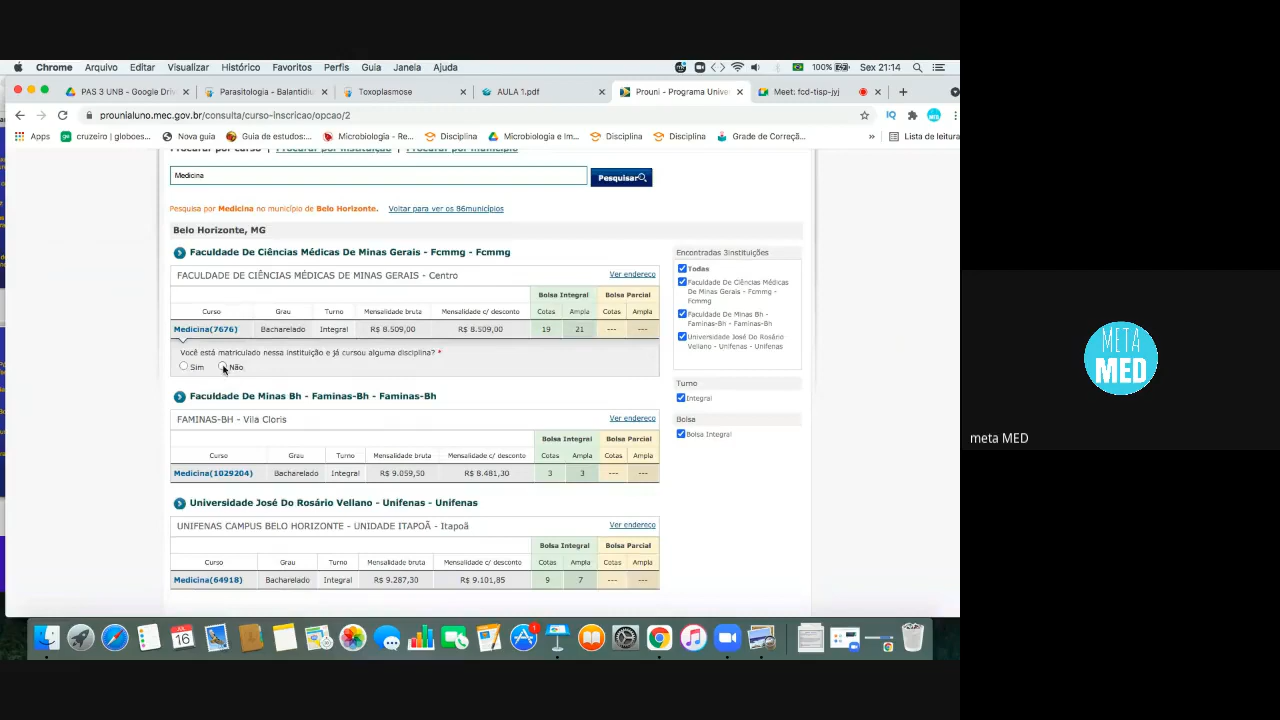 Chrome Arquivo Editar Visualizar Histórico Favoritos Perfis Guia Janela Ajuda 100% Sex 21:14
PAS 3 UNB - Google Dri Parasitologia - Balantidiu Toxoplasmose AULA 1.pdf Prouni - Programa Unive Meet: fcd-tisp-jyj
prounialuno.mec.gov.br/consulta/curso-inscricao/opcao/2
Apps cruzeiro | globoes... Nova guia Guia de estudos:... Microbiologia - Re... Disciplina Microbiologia e Im... Disciplina Disciplina Grade de Correçã... » Lista de leitura
Procurar por curso | Procurar por instituição | Procurar por município
Medicina
Pesquisar
Pesquisa por Medicina no município de Belo Horizonte. Voltar para ver os 86municípios
Belo Horizonte, MG
Faculdade De Ciências Médicas De Minas Gerais - Fcmmg - Fcmmg
FACULDADE DE CIÊNCIAS MÉDICAS DE MINAS GERAIS - Centro Ver endereço
Bolsa Integral Bolsa Parcial
Curso Grau Turno Mensalidade bruta Mensalidade c/ desconto Cotas Ampla Cotas Ampla
Medicina(7676) Bacharelado Integral R$ 8.509,00 R$ 8.509,00 19 21 --- ---
Você está matriculado nessa instituição e já cursou alguma disciplina? *
Sim Não
Faculdade De Minas Bh - Faminas-Bh - Faminas-Bh
FAMINAS-BH - Vila Cloris Ver endereço
Bolsa Integral Bolsa Parcial
Curso Grau Turno Mensalidade bruta Mensalidade c/ desconto Cotas Ampla Cotas Ampla
Medicina(1029204) Bacharelado Integral R$ 9.059,50 R$ 8.481,30 3 3 --- ---
Universidade José Do Rosário Vellano - Unifenas - Unifenas
UNIFENAS CAMPUS BELO HORIZONTE - UNIDADE ITAPOÃ - Itapoã Ver endereço
Bolsa Integral Bolsa Parcial
Curso Grau Turno Mensalidade bruta Mensalidade c/ desconto Cotas Ampla Cotas Ampla
Medicina(64918) Bacharelado Integral R$ 9.287,30 R$ 9.101,85 9 7 --- ---
Encontradas 3instituições
Todas
Faculdade De Ciências Médicas
De Minas Gerais - Fcmmg -
Fcmmg
Faculdade De Minas Bh -
Faminas-Bh - Faminas-Bh
Universidade José Do Rosário
Vellano - Unifenas - Unifenas
Turno
Integral
Bolsa
Bolsa Integral
META
MED
meta MED
16
1